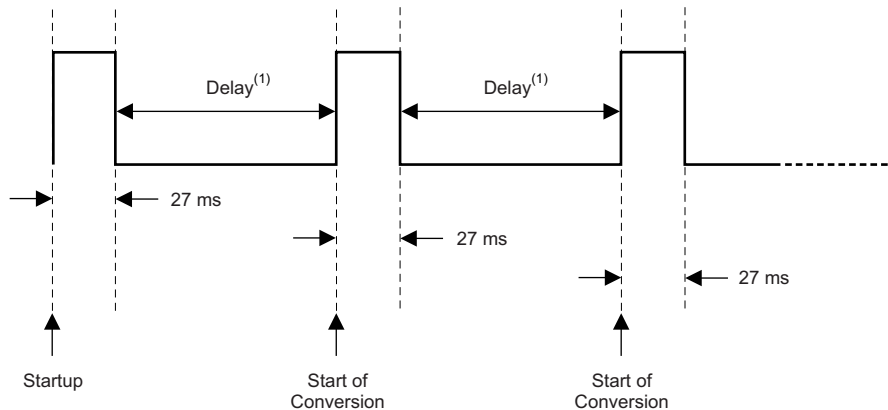 Delay(1) Delay(1)
27 ms
27 ms
27 ms
Startup
Start of
Conversion
Start of
Conversion